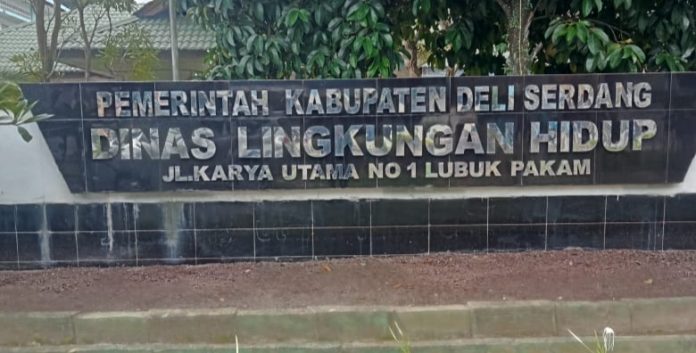 PEMERINTAH KABUPATEN DELI SERDANG
DINAS LINGKUNGAN HIDUP
JL.KARYA UTAMA NO 1 LUBUK PAKAM